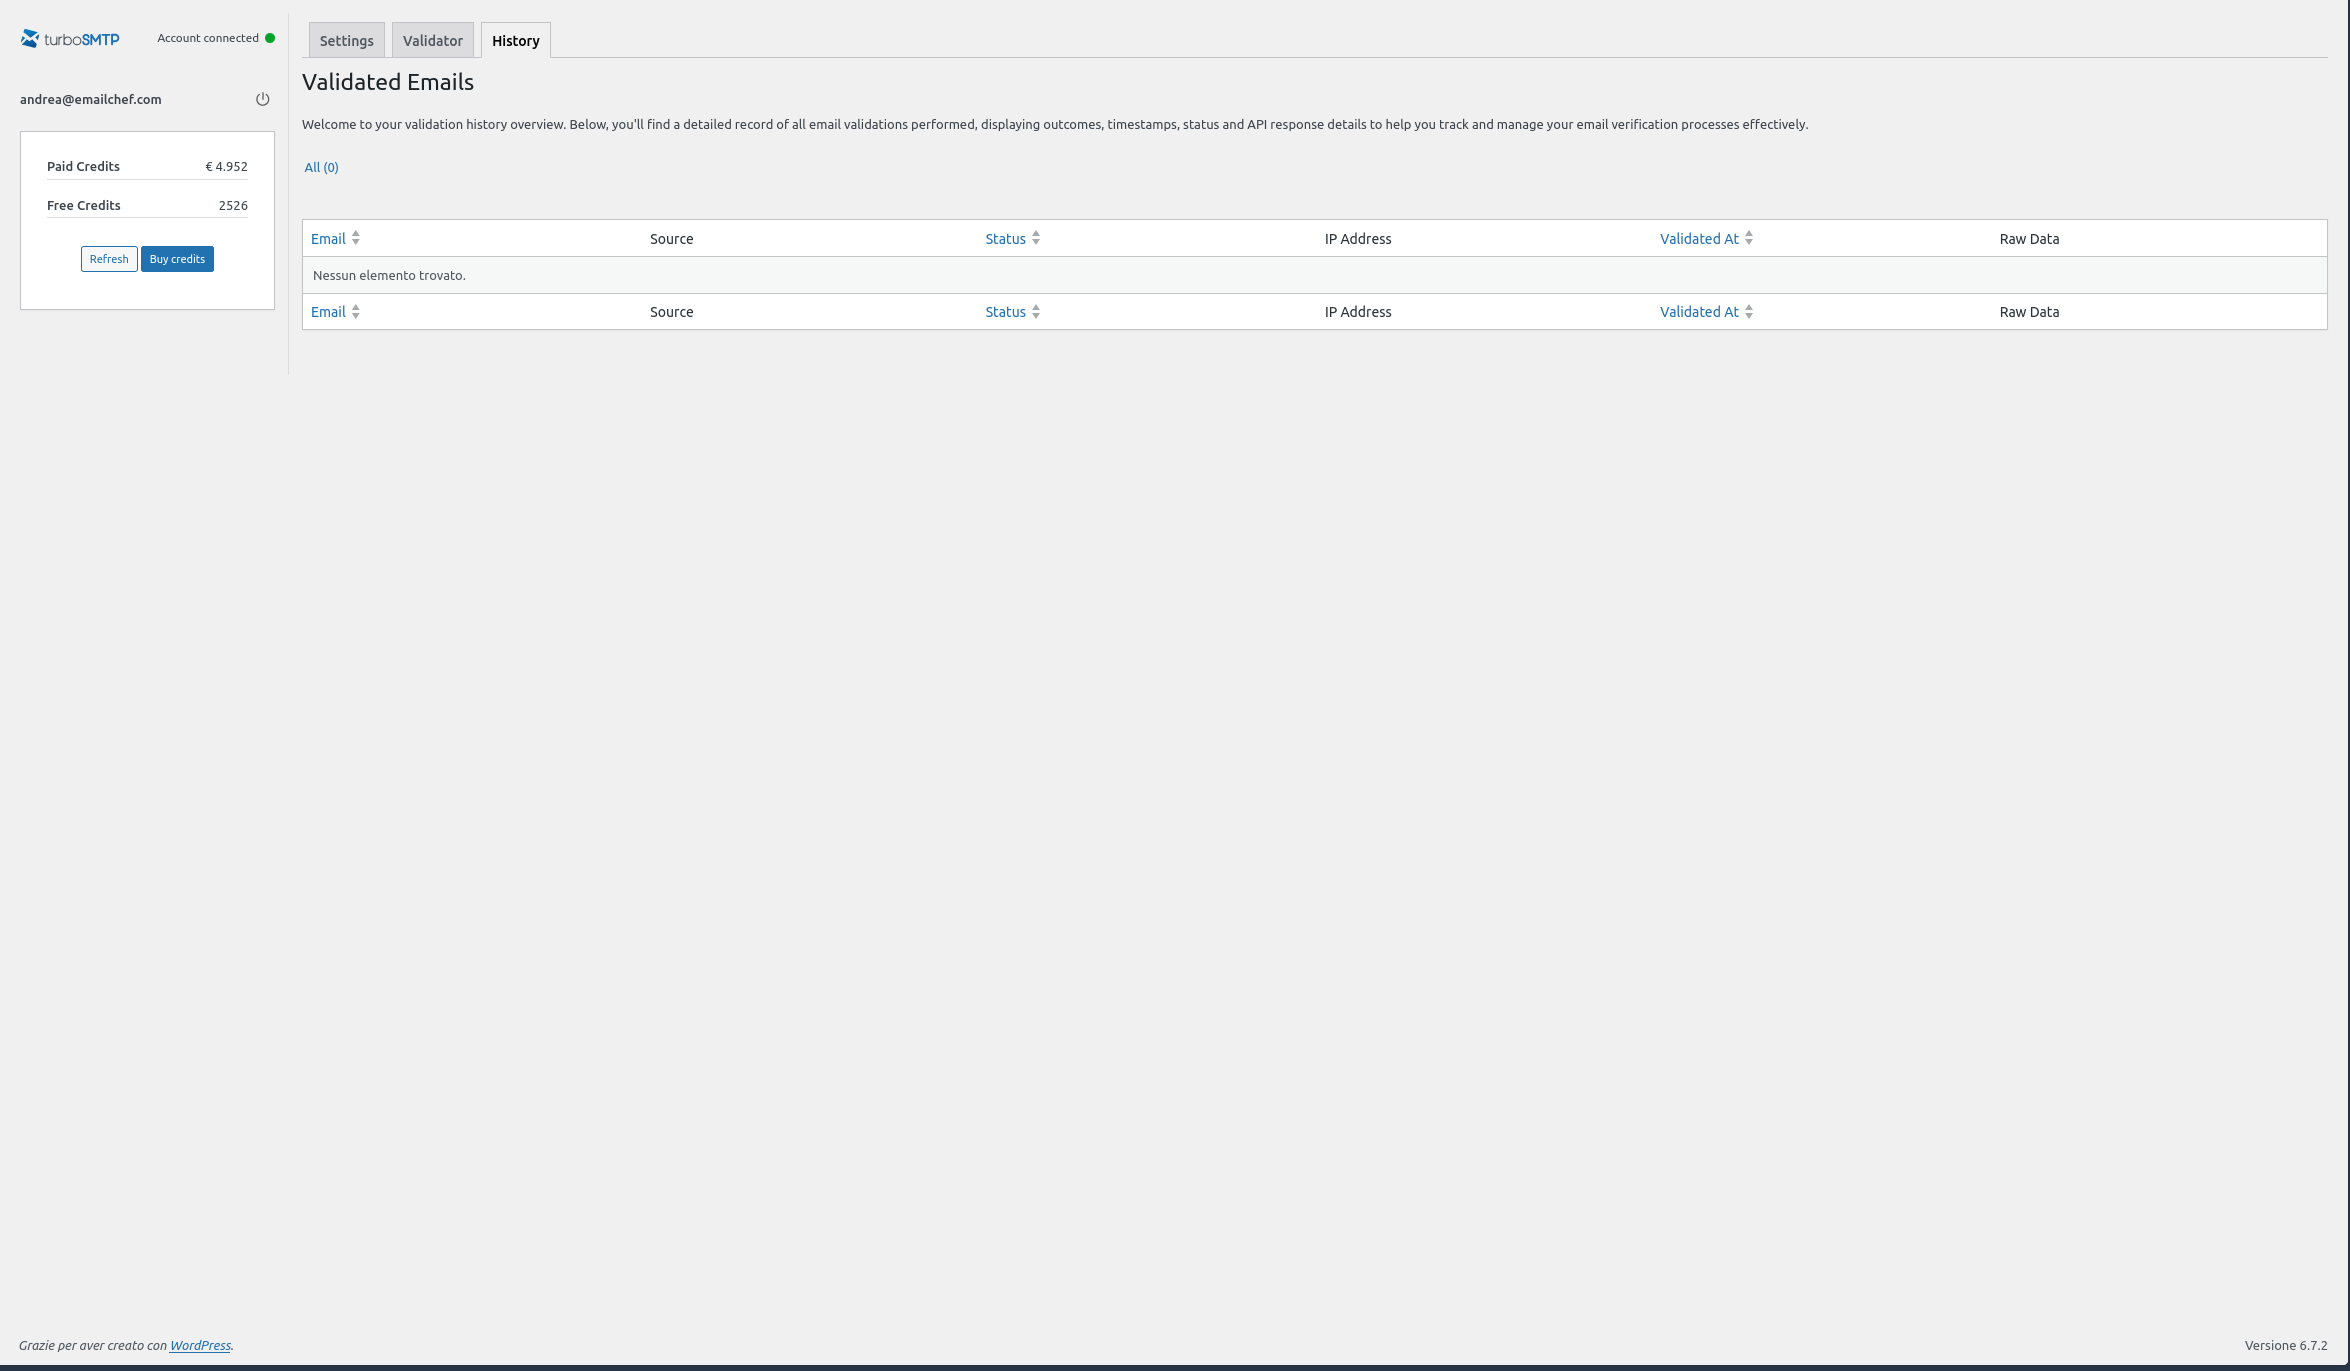 turboSMTP Account connected
andrea@emailchef.com
Paid Credits € 4.952
Free Credits 2526
Refresh Buy credits
Settings Validator History
Validated Emails
Welcome to your validation history overview. Below, you'll find a detailed record of all email validations performed, displaying outcomes, timestamps, status and API response details to help you track and manage your email verification processes effectively.
All (0)
Email Source Status IP Address Validated At Raw Data
Nessun elemento trovato.
Email Source Status IP Address Validated At Raw Data
Grazie per aver creato con WordPress. Versione 6.7.2